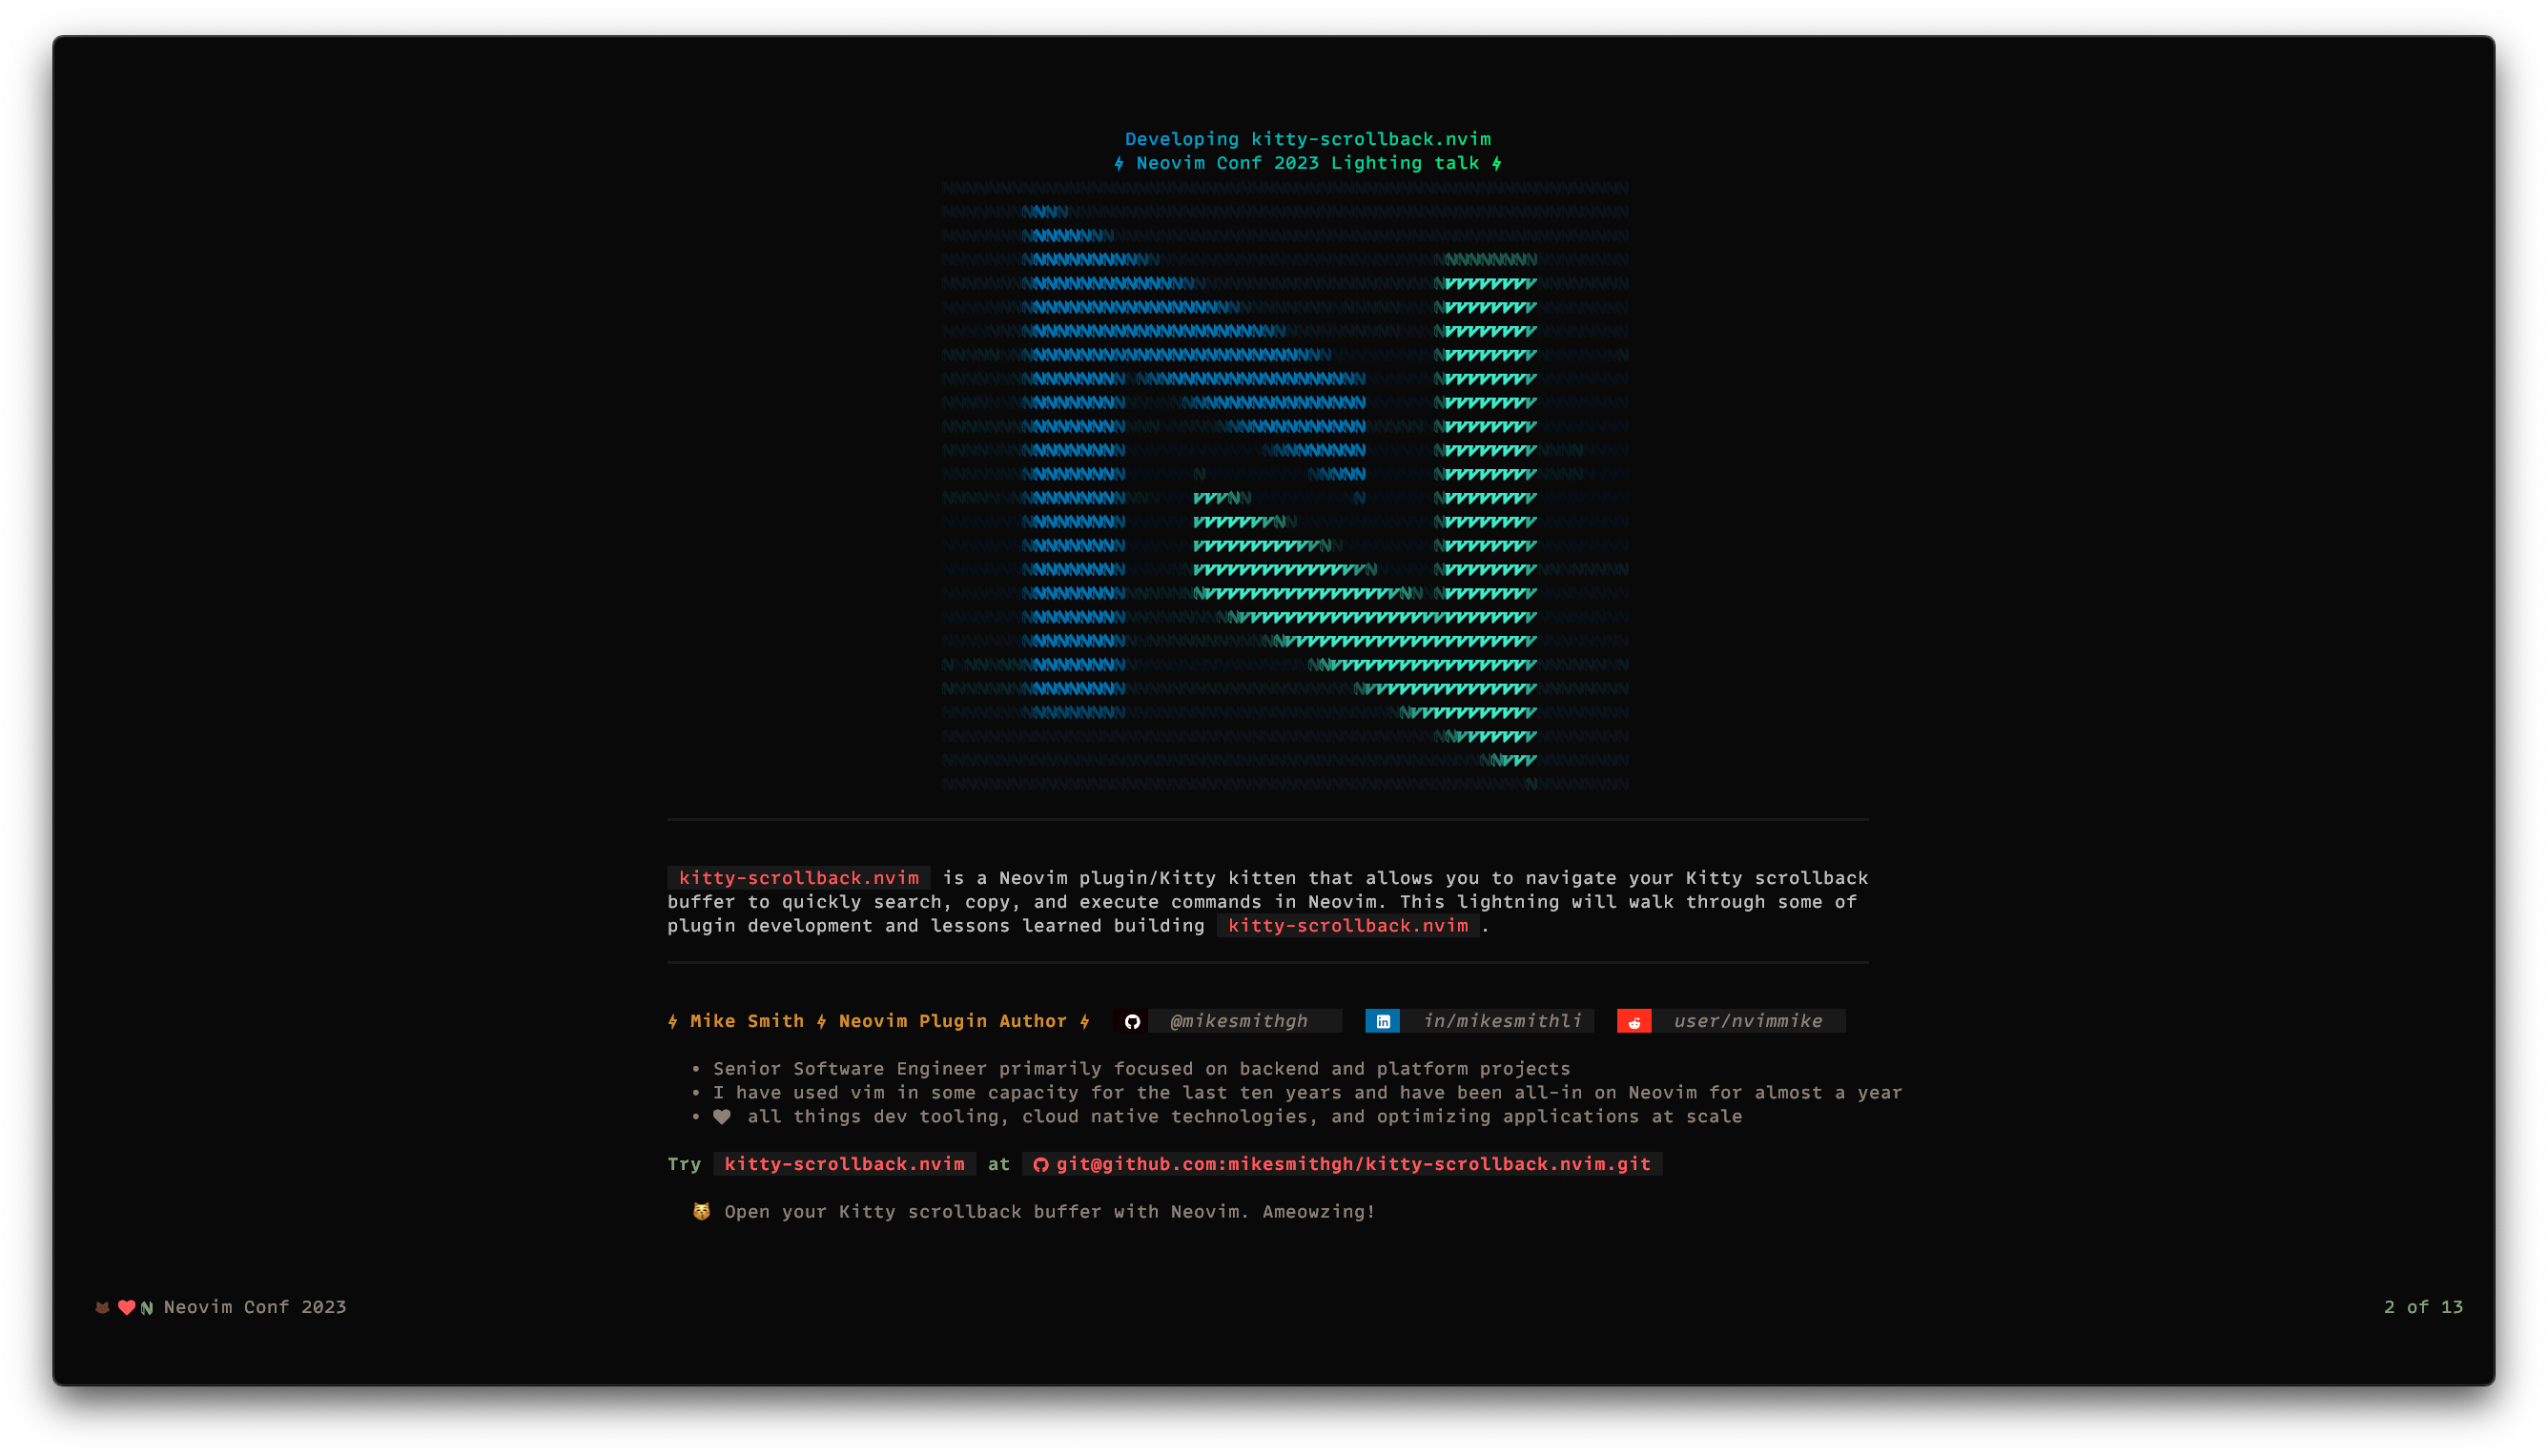 Developing kitty-scrollback.nvim
Neovim Conf 2023 Lighting talk
kitty-scrollback.nvim is a Neovim plugin/Kitty kitten that allows you to navigate your Kitty scrollback
buffer to quickly search, copy, and execute commands in Neovim. This lightning will walk through some of
plugin development and lessons learned building kitty-scrollback.nvim.
Mike Smith Neovim Plugin Author @mikesmithgh in/mikesmithli user/nvimmike
• Senior Software Engineer primarily focused on backend and platform projects
• I have used vim in some capacity for the last ten years and have been all-in on Neovim for almost a year
• ♥ all things dev tooling, cloud native technologies, and optimizing applications at scale
Try kitty-scrollback.nvim at git@github.com:mikesmithgh/kitty-scrollback.nvim.git
😽 Open your Kitty scrollback buffer with Neovim. Ameowzing!
Neovim Conf 2023
2 of 13